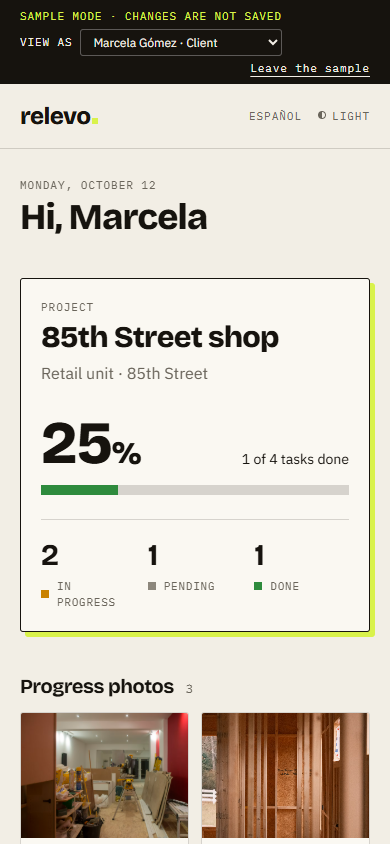 SAMPLE MODE · CHANGES ARE NOT SAVED
VIEW AS Marcela Gómez · Client
Leave the sample
relevo.
ESPAÑOL LIGHT
MONDAY, OCTOBER 12
Hi, Marcela
PROJECT
85th Street shop
Retail unit · 85th Street
25%
1 of 4 tasks done
2 1 1
IN PROGRESS PENDING DONE
Progress photos 3